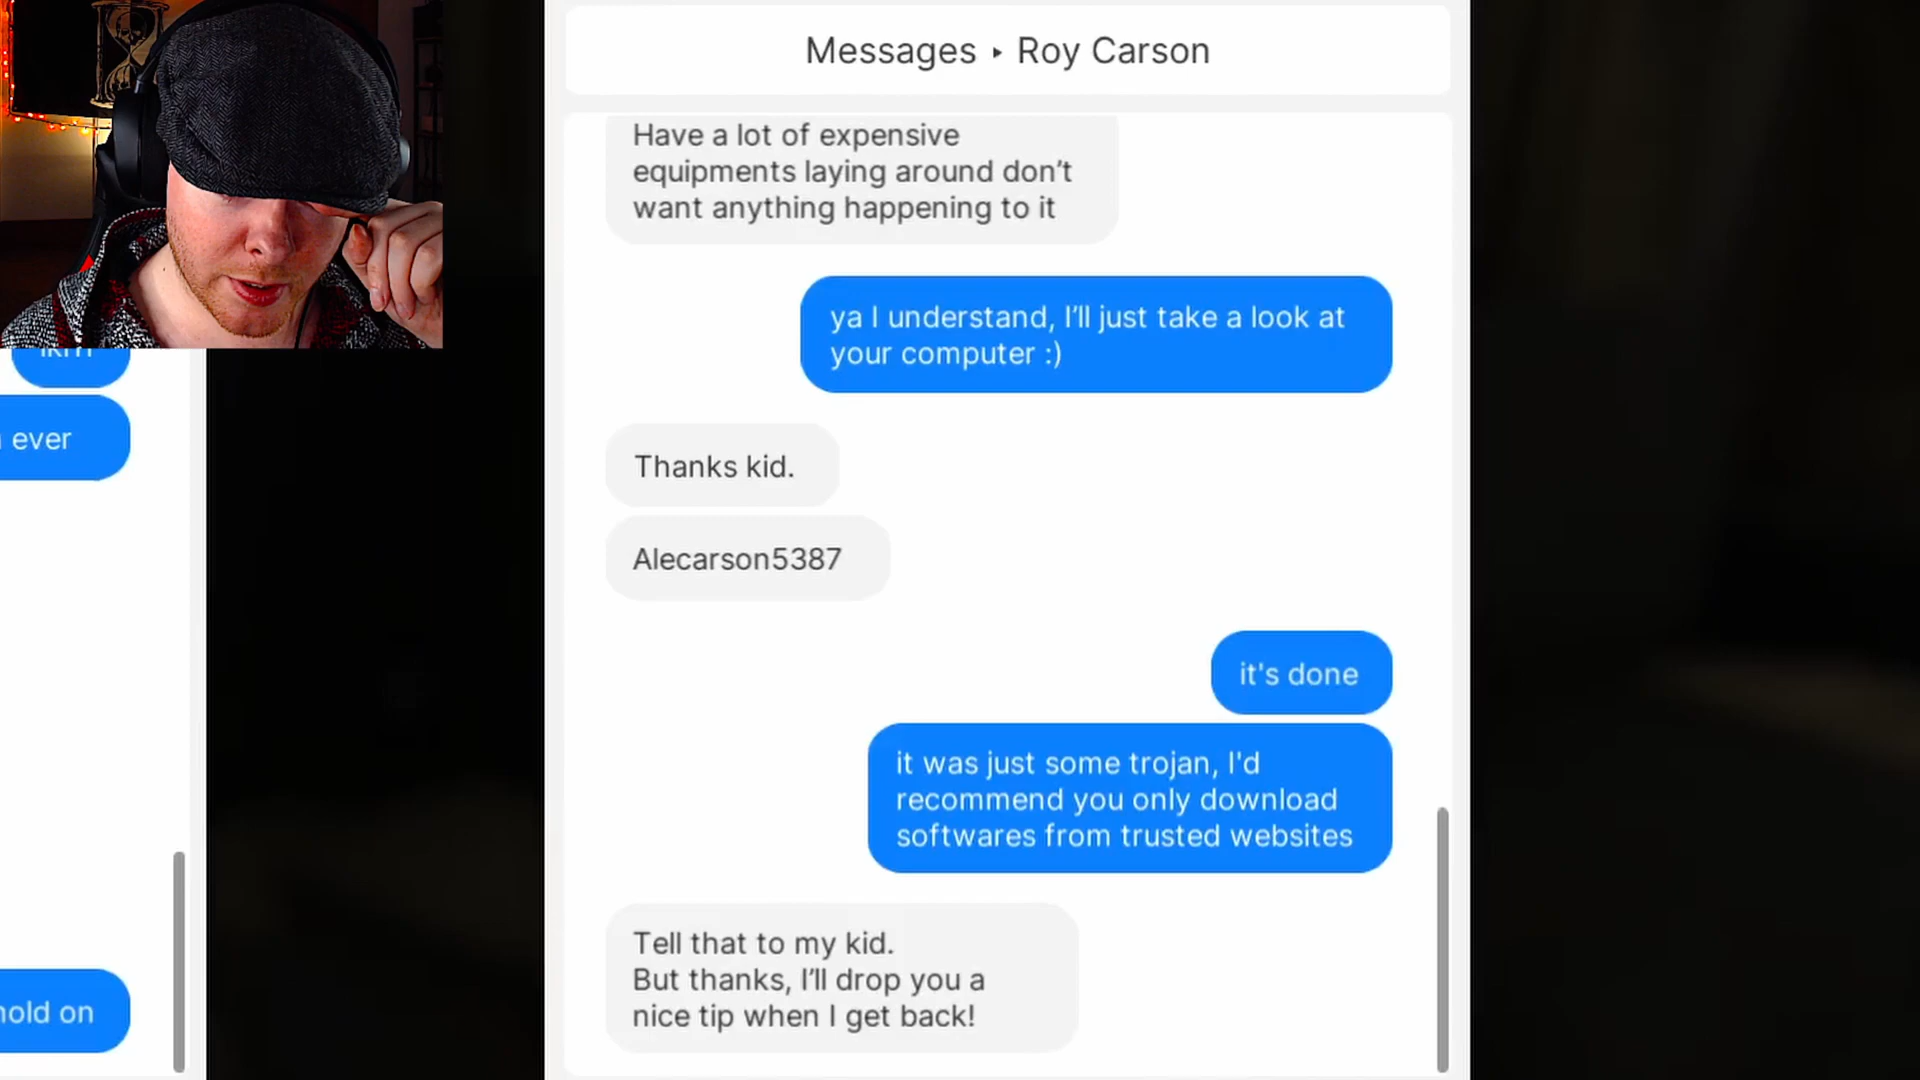 Messages ▸ Roy Carson
Have a lot of expensive
equipments laying around don’t
want anything happening to it
ya I understand, I’ll just take a look at
your computer :)
Thanks kid.
Alecarson5387
it's done
it was just some trojan, I'd
recommend you only download
softwares from trusted websites
Tell that to my kid.
But thanks, I’ll drop you a
nice tip when I get back!
ever
hold on